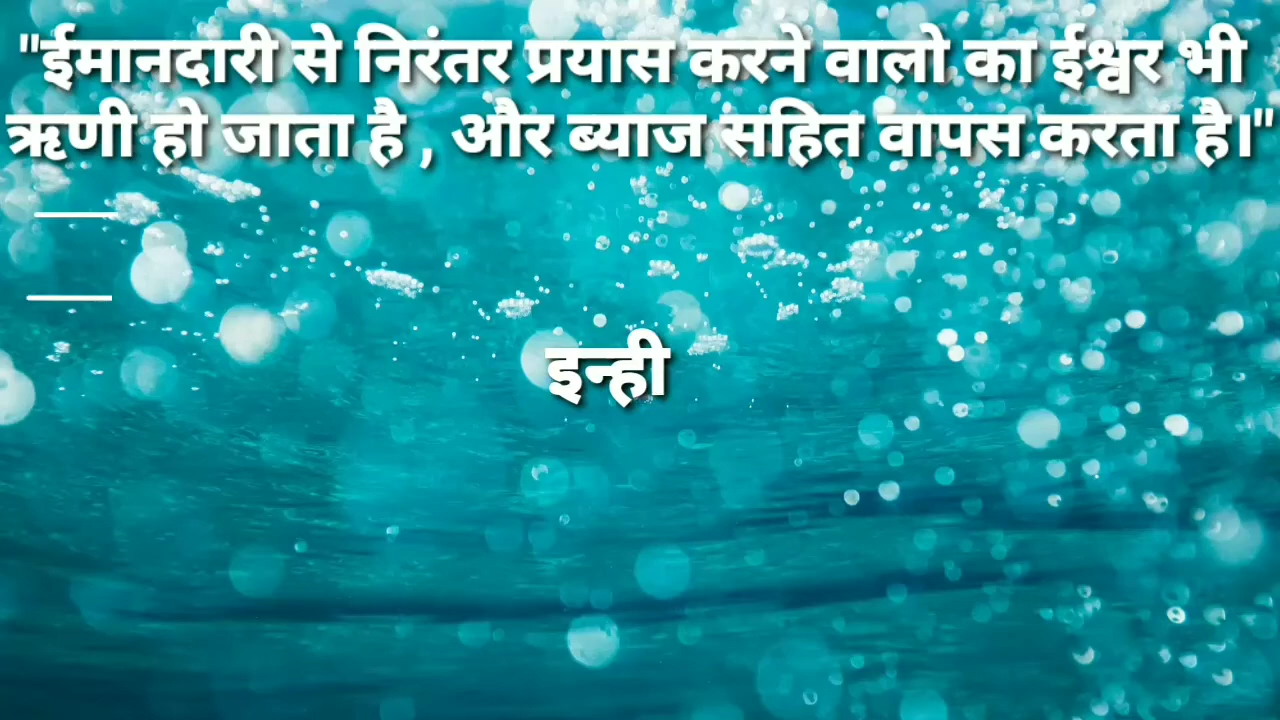 "ईमानदारी से निरंतर प्रयास करने वालो का ईश्वर भी
ऋणी हो जाता है , और ब्याज सहित वापस करता है।"
इन्ही